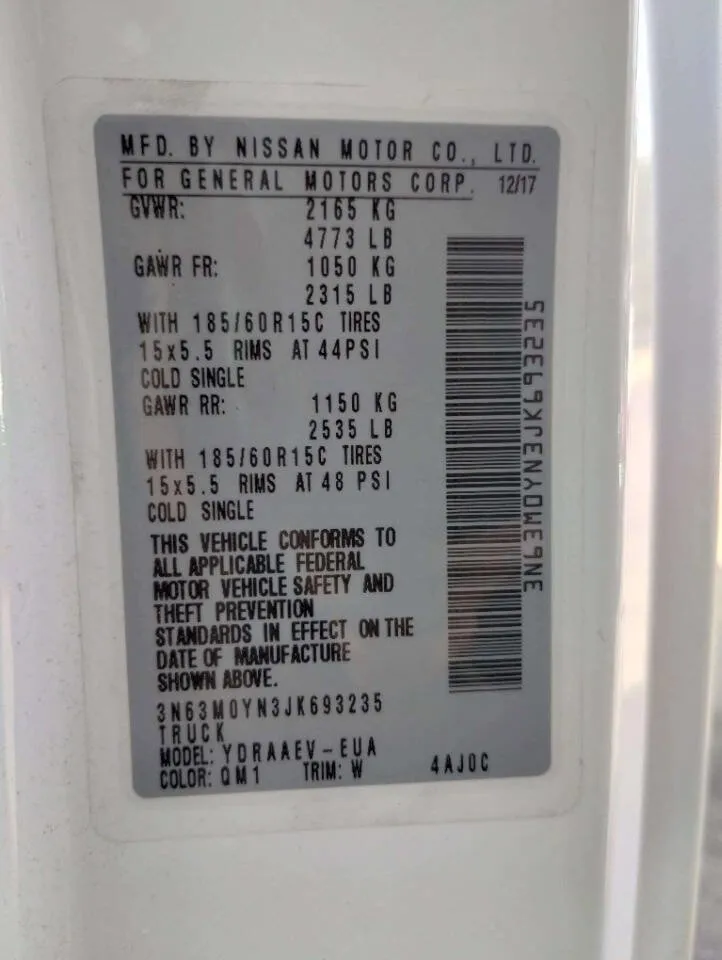 MFD. BY NISSAN MOTOR CO., LTD.
FOR GENERAL MOTORS CORP. 12/17
GVWR: 2165 KG
4773 LB
GAWR FR: 1050 KG
2315 LB
WITH 185/60R15C TIRES
15x5.5 RIMS AT 44PSI
COLD SINGLE
GAWR RR: 1150 KG
2535 LB
WITH 185/60R15C TIRES
15x5.5 RIMS AT 48 PSI
COLD SINGLE
THIS VEHICLE CONFORMS TO
ALL APPLICABLE FEDERAL
MOTOR VEHICLE SAFETY AND
THEFT PREVENTION
STANDARDS IN EFFECT ON THE
DATE OF MANUFACTURE
SHOWN ABOVE.
3N63M0YN3JK693235
TRUCK
MODEL: YDRAAEV-EUA
COLOR: QM1 TRIM: W 4AJ0C
3N63M0YN3JK693235